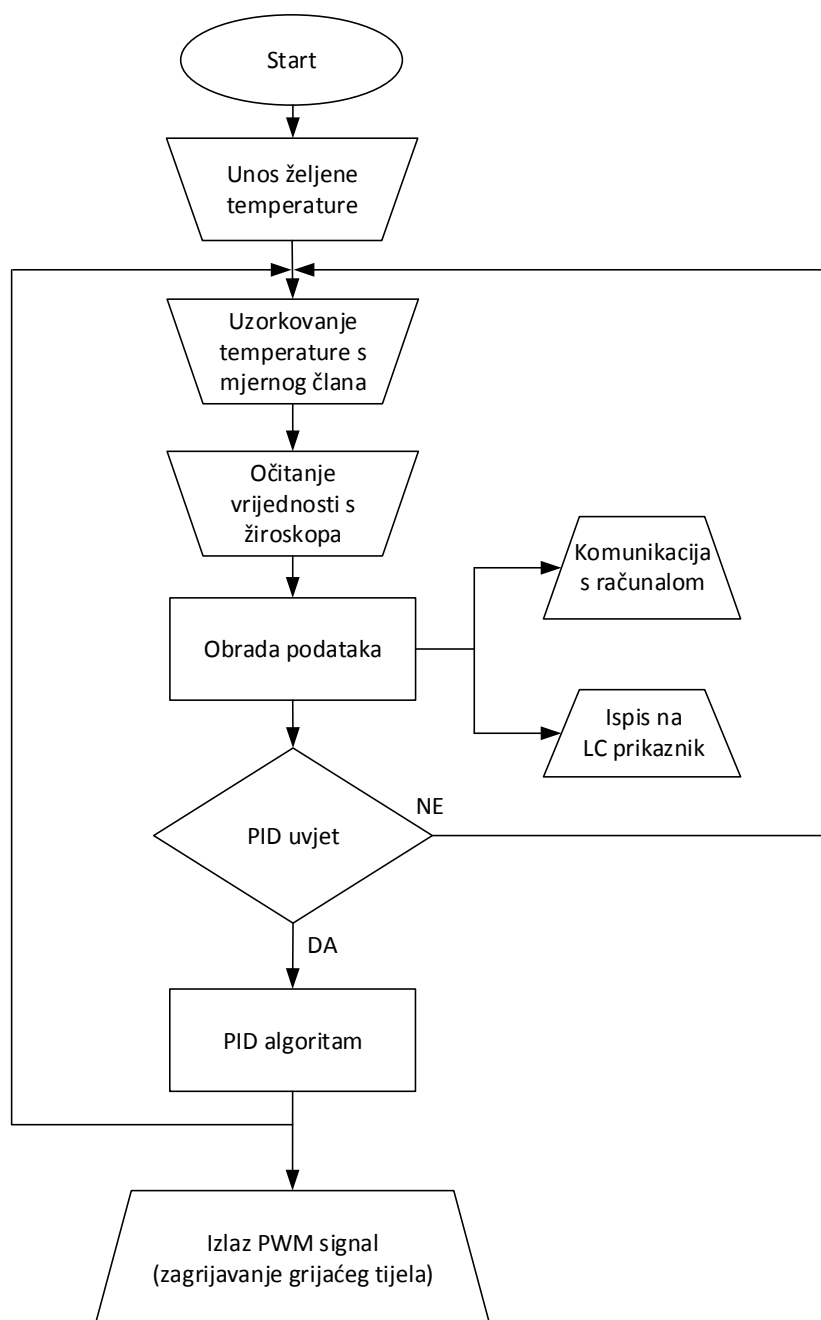 Start
Unos željene
temperature
Uzorkovanje
temperature s
mjernog člana
Očitanje
vrijednosti s
žiroskopa
Obrada podataka
Komunikacija
s računalom
Ispis na
LC prikaznik
PID uvjet
NE
DA
PID algoritam
Izlaz PWM signal
(zagrijavanje grijaćeg tijela)